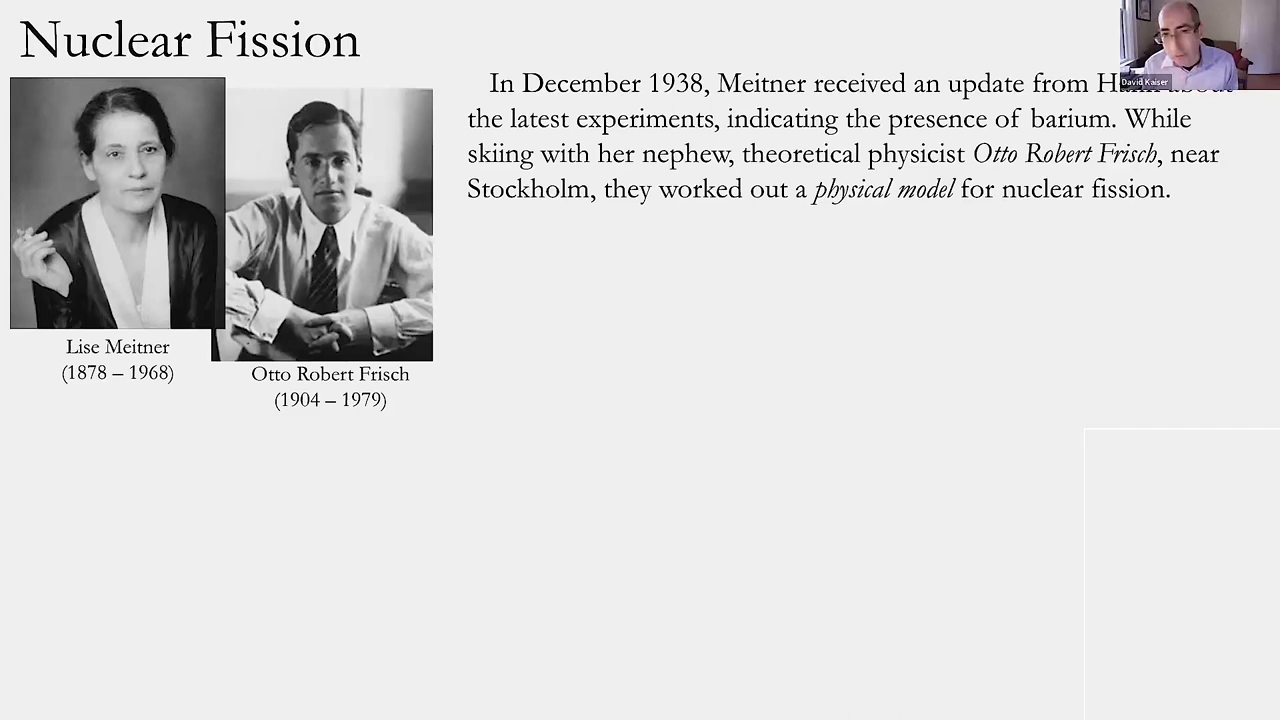 Nuclear Fission
David Kaiser
In December 1938, Meitner received an update from
the latest experiments, indicating the presence of barium. While
skiing with her nephew, theoretical physicist Otto Robert Frisch, near
Stockholm, they worked out a physical model for nuclear fission.
Lise Meitner
(1878 – 1968)
Otto Robert Frisch
(1904 – 1979)